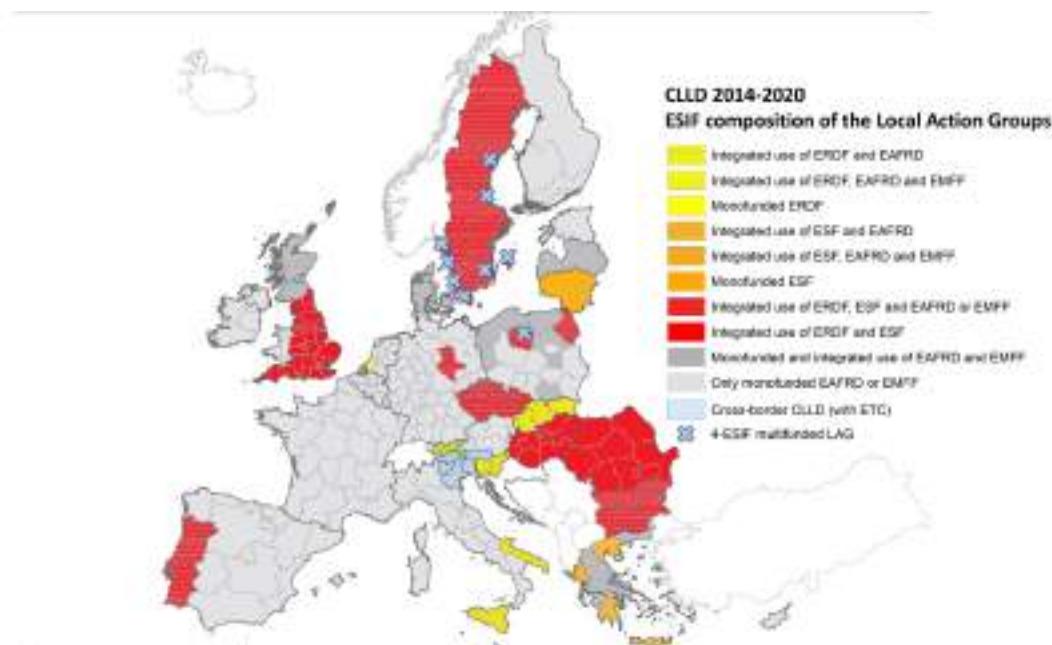 CLLD 2014-2020
ESIF composition of the Local Action Groups
Integrated use of ERDF and EAFRD
Integrated use of ERDF, EAFRD and EMFF
Monofunded ERDF
Integrated use of ESF and EAFRD
Integrated use of ESF, EAFRD and EMFF
Monofunded ESF
Integrated use of ERDF, ESF and EAFRD or EMFF
Integrated use of ERDF and ESF
Monofunded and integrated use of EAFRD and EMFF
Only monofunded EAFRD or EMFF
Cross-border CLLD (with ETC)
4-ESIF multifunded LAG